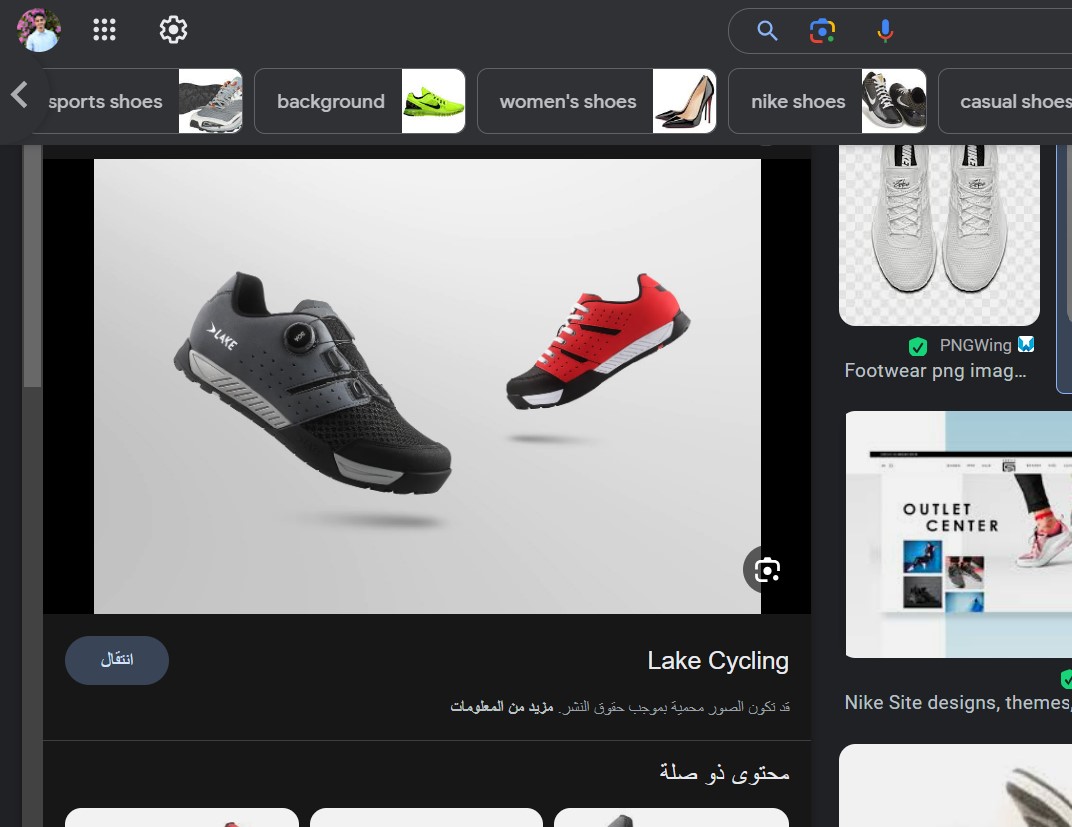 sports shoes
background
women's shoes
nike shoes
casual shoes
LAKE
PNGWing
Footwear png imag...
OUTLET
CENTER
انتقال
Lake Cycling
قد تكون الصور محمية بموجب حقوق النشر. مزيد من المعلومات
Nike Site designs, themes,
محتوى ذو صلة